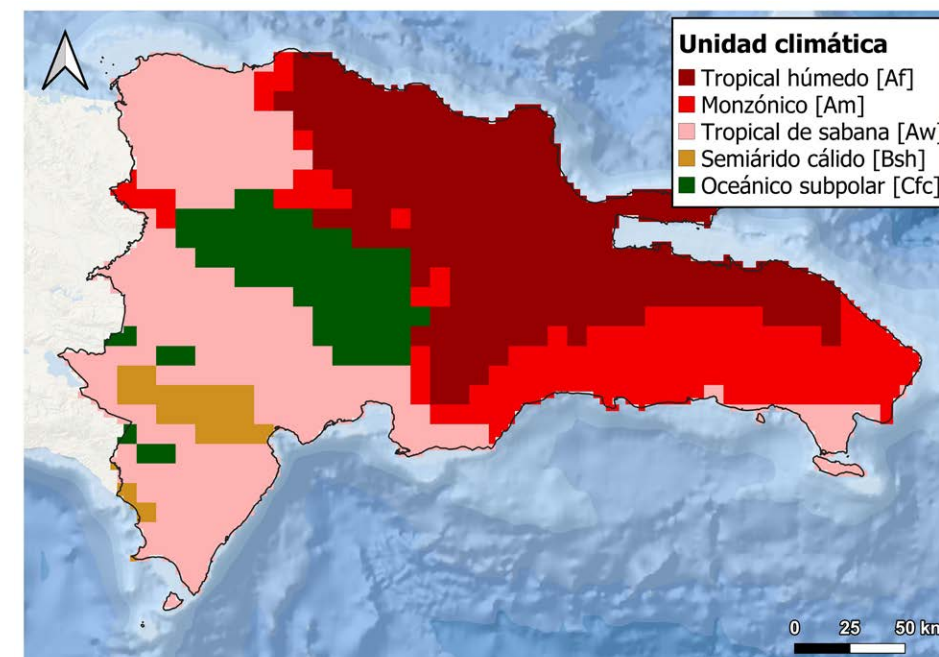 Unidad climática
Tropical húmedo [Af]
Monzónico [Am]
Tropical de sabana [Aw]
Semiárido cálido [Bsh]
Oceánico subpolar [Cfc]
0 25 50 km